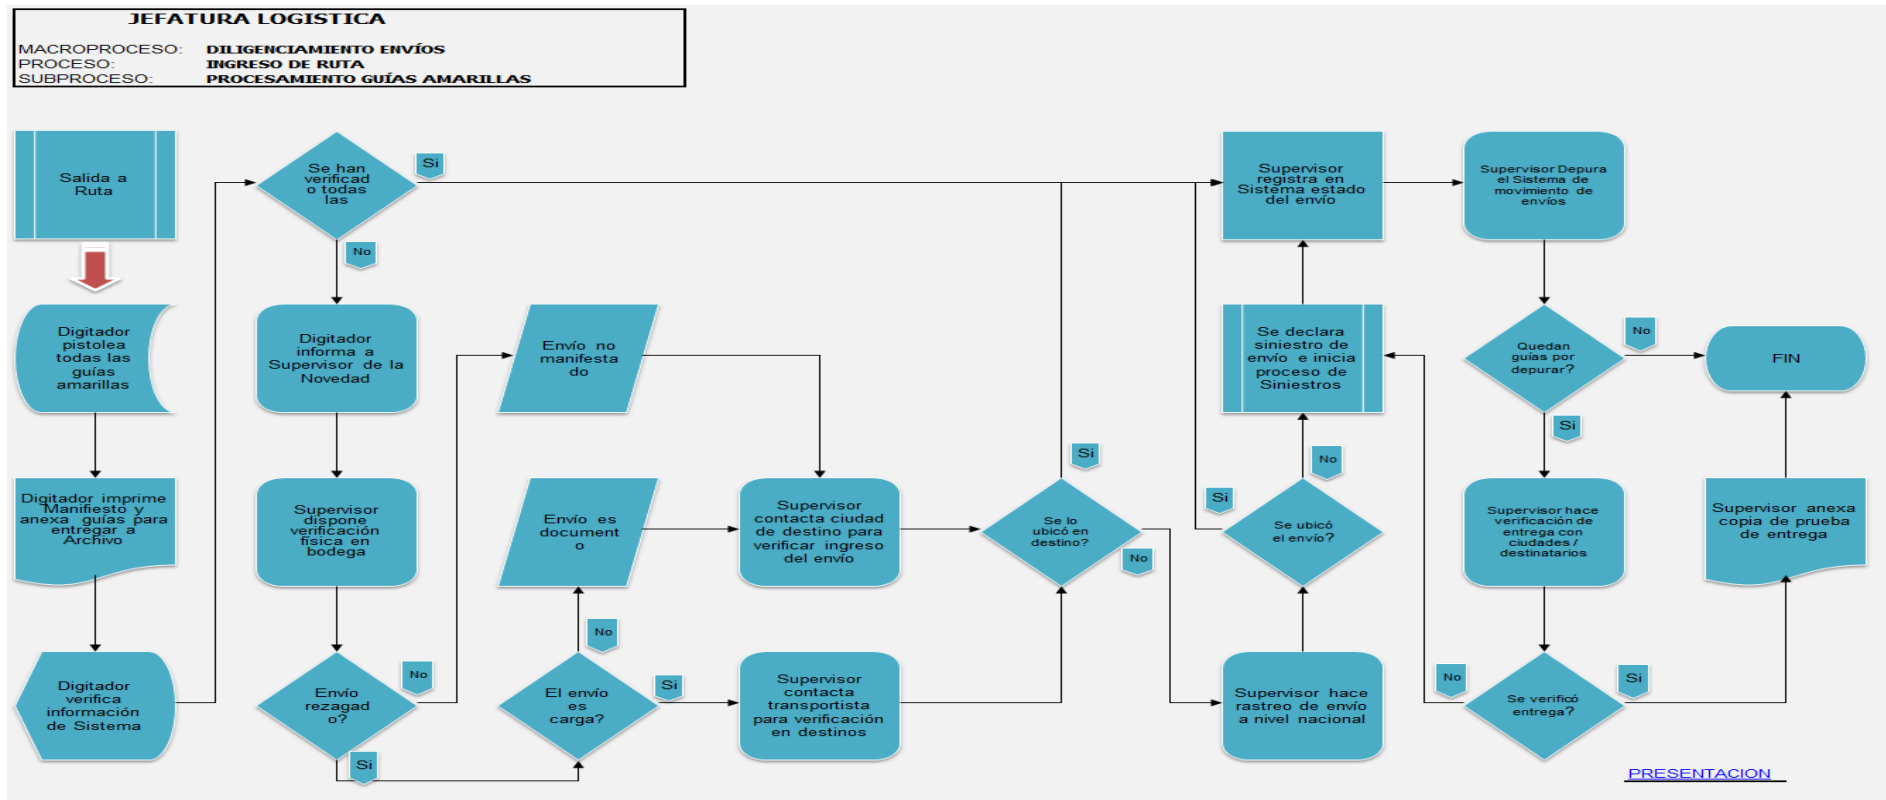 JEFATURA LOGISTICA
MACROPROCESO: DILIGENCIAMIENTO ENVÍOS
PROCESO: INGRESO DE RUTA
SUBPROCESO: PROCESAMIENTO GUÍAS AMARILLAS
Salida a
Ruta
Digitador
pistolea
todas las
guías
amarillas
Digitador imprime
Manifiesto y
anexa guías para
entregar a
Archivo
Digitador
verifica
información
de Sistema
Se han
verificad
o todas
las
Si
No
Digitador
informa a
Supervisor de la
Novedad
Supervisor
dispone
verificación
física en
bodega
Envío
rezagad
o?
No
Si
Envío no
manifesta
do
Envío es
document
o
No
El envío
es
carga?
Si
Supervisor
contacta ciudad
de destino para
verificar ingreso
del envío
Supervisor
contacta
transportista
para verificación
en destinos
Si
Se lo
ubicó en
destino?
No
Supervisor
registra en
Sistema estado
del envío
Se declara
siniestro de
envío e inicia
proceso de
Siniestros
No
Si
Se ubicó
el envío?
Supervisor hace
rastreo de envío
a nivel nacional
Supervisor Depura
el Sistema de
movimiento de
envíos
Quedan
guías por
depurar?
No
Si
Supervisor hace
verificación de
entrega con
ciudades /
destinatarios
No
Se verificó
entrega?
Si
FIN
Supervisor anexa
copia de prueba
de entrega
PRESENTACION